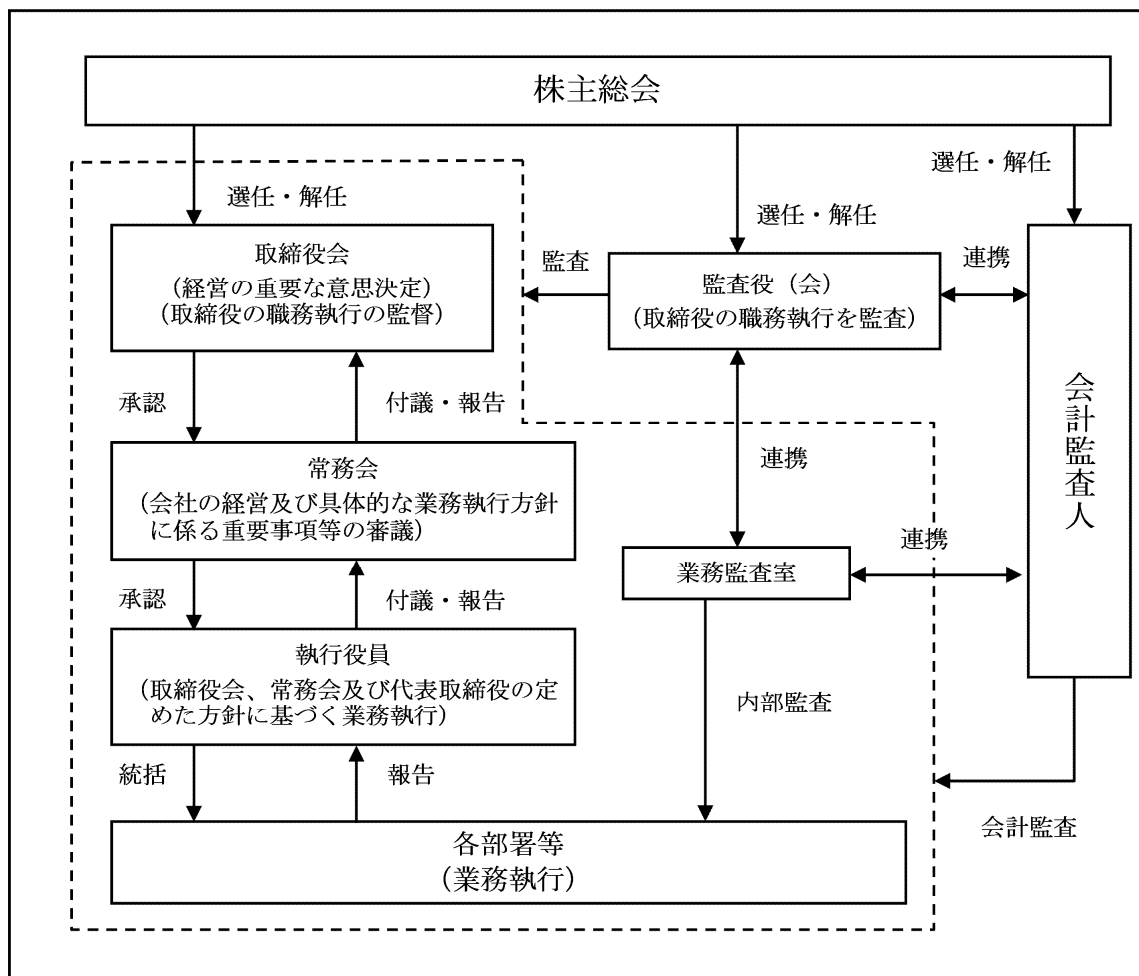 株主総会
選任・解任
選任・解任
選任・解任
取締役会
(経営の重要な意思決定)
(取締役の職務執行の監督)
監査
監査役（会）
(取締役の職務執行を監査)
連携
会計監査人
承認
付議・報告
連携
常務会
(会社の経営及び具体的な業務執行方針
に係る重要事項等の審議)
業務監査室
連携
承認
付議・報告
執行役員
(取締役会、常務会及び代表取締役の定
めた方針に基づく業務執行)
内部監査
統括
報告
会計監査
各部署等
(業務執行)